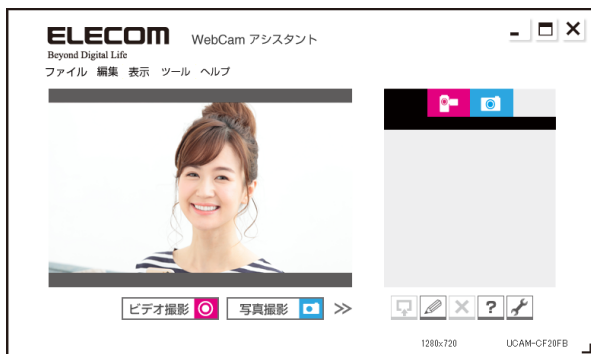 ELECOM WebCam アシスタント
Beyond Digital Life
ファイル 編集 表示 ツール ヘルプ
ビデオ撮影 写真撮影 >>
?
1280x720 UCAM-CF20FB